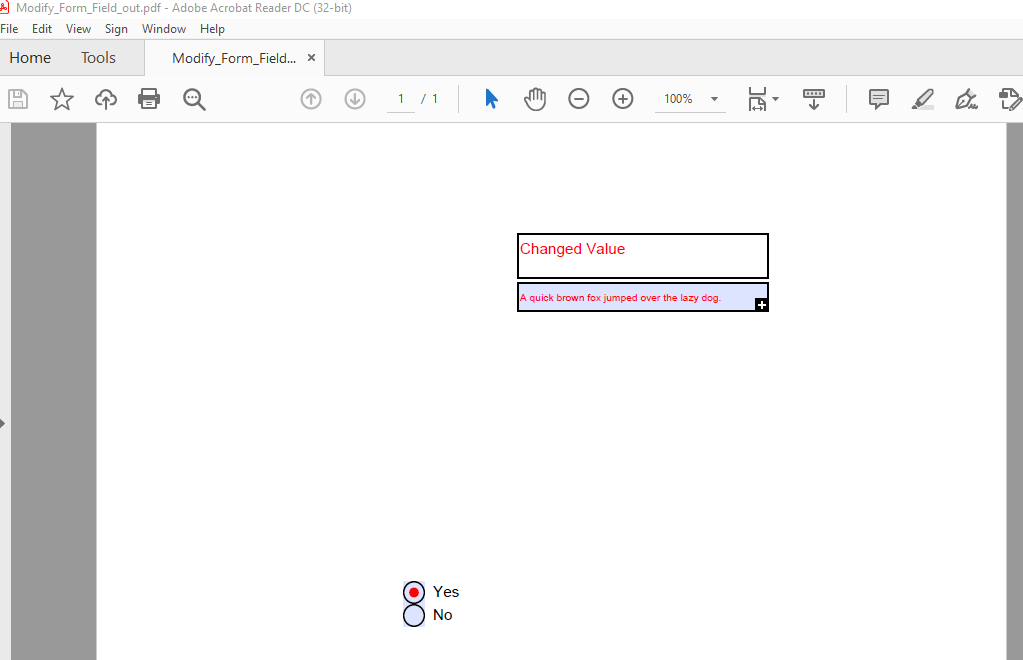 Modify_Form_Field_out.pdf - Adobe Acrobat Reader DC (32-bit)
File Edit View Sign Window Help
Home Tools Modify_Form_Field... ×
1 / 1 100%
Changed Value
A quick brown fox jumped over the lazy dog.
Yes
No